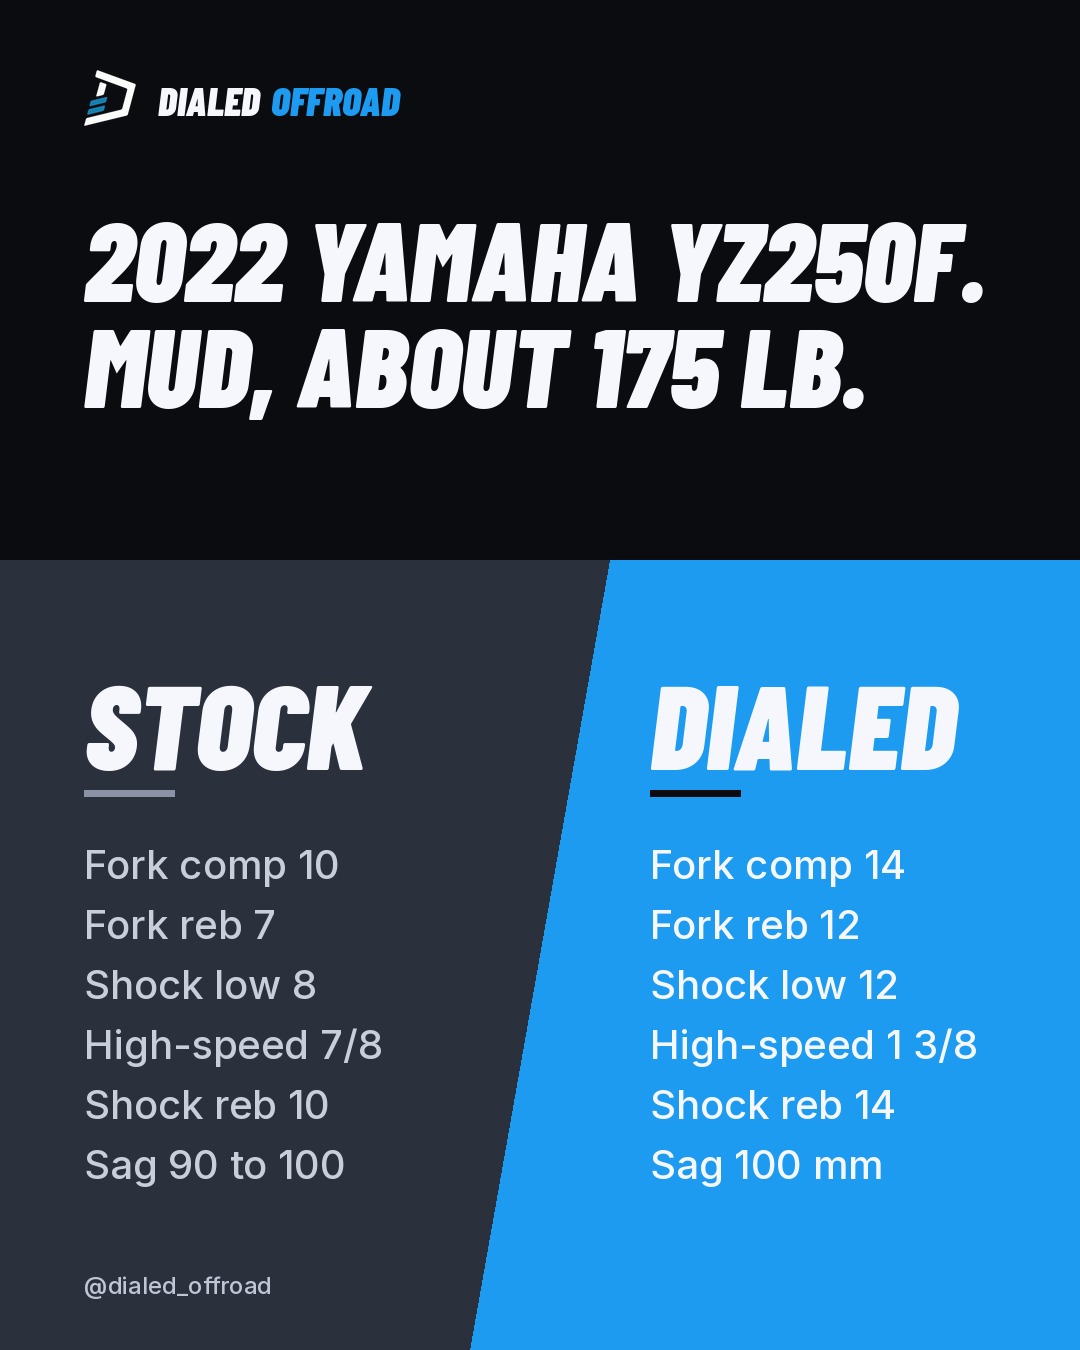 DIALED OFFROAD
2022 YAMAHA YZ250F.
MUD, ABOUT 175 LB.
STOCK
Fork comp 10
Fork reb 7
Shock low 8
High-speed 7/8
Shock reb 10
Sag 90 to 100
DIALED
Fork comp 14
Fork reb 12
Shock low 12
High-speed 1 3/8
Shock reb 14
Sag 100 mm
@dialed_offroad